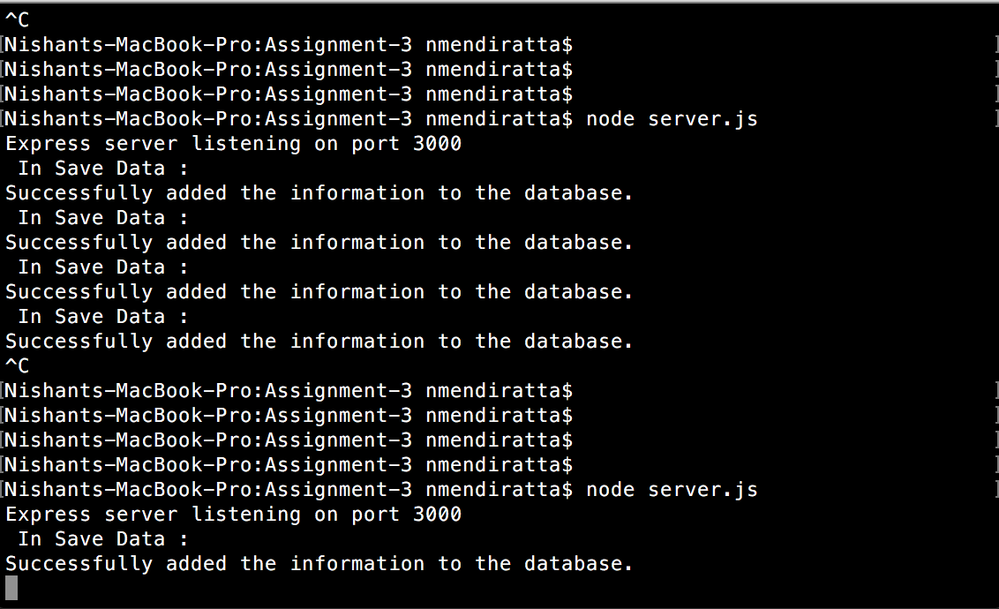 ^C
[Nishants-MacBook-Pro:Assignment-3 nmendiratta$ ]
[Nishants-MacBook-Pro:Assignment-3 nmendiratta$ ]
[Nishants-MacBook-Pro:Assignment-3 nmendiratta$ ]
[Nishants-MacBook-Pro:Assignment-3 nmendiratta$ node server.js ]
Express server listening on port 3000
 In Save Data :
Successfully added the information to the database.
 In Save Data :
Successfully added the information to the database.
 In Save Data :
Successfully added the information to the database.
 In Save Data :
Successfully added the information to the database.
^C
[Nishants-MacBook-Pro:Assignment-3 nmendiratta$ ]
[Nishants-MacBook-Pro:Assignment-3 nmendiratta$ ]
[Nishants-MacBook-Pro:Assignment-3 nmendiratta$ ]
[Nishants-MacBook-Pro:Assignment-3 nmendiratta$ ]
[Nishants-MacBook-Pro:Assignment-3 nmendiratta$ node server.js ]
Express server listening on port 3000
 In Save Data :
Successfully added the information to the database.